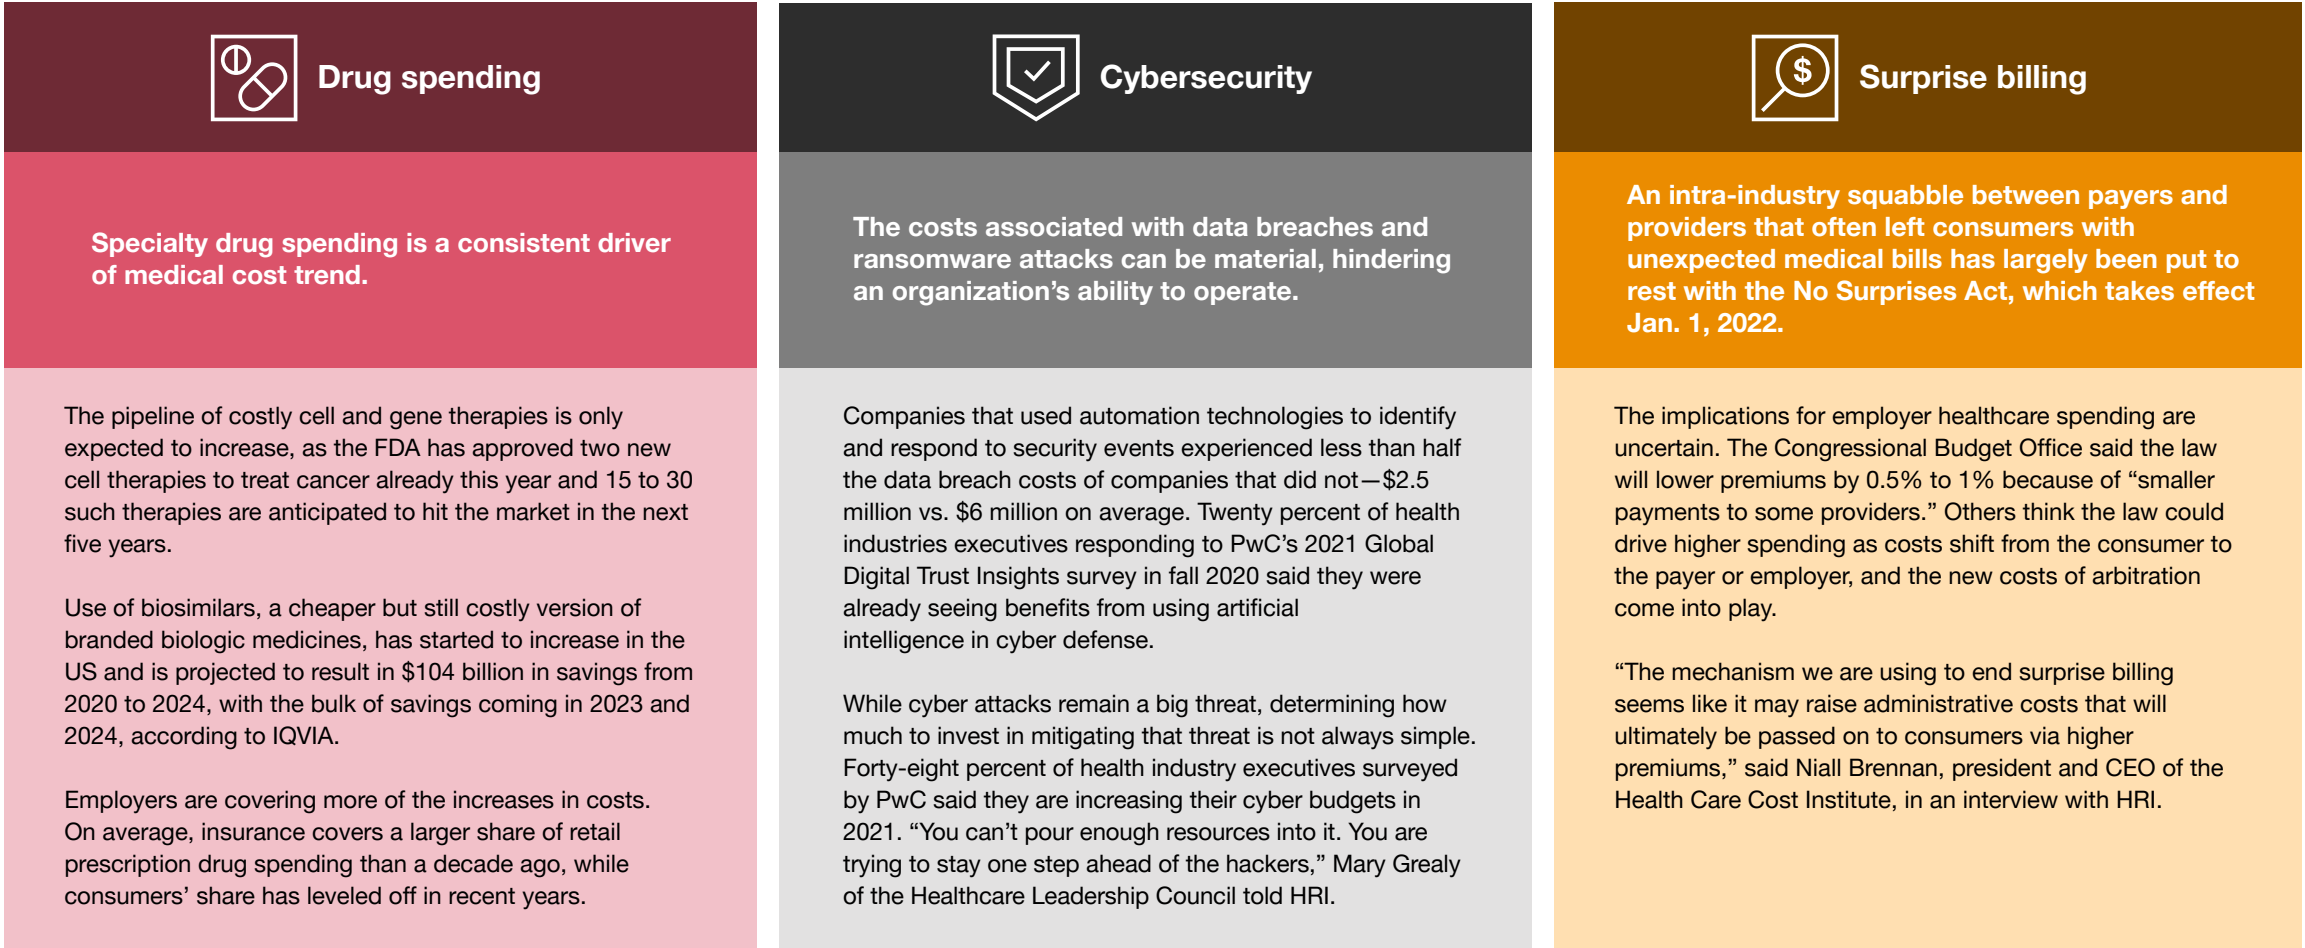 Drug spending
Specialty drug spending is a consistent driver
of medical cost trend.
The pipeline of costly cell and gene therapies is only
expected to increase, as the FDA has approved two new
cell therapies to treat cancer already this year and 15 to 30
such therapies are anticipated to hit the market in the next
five years.
Use of biosimilars, a cheaper but still costly version of
branded biologic medicines, has started to increase in the
US and is projected to result in $104 billion in savings from
2020 to 2024, with the bulk of savings coming in 2023 and
2024, according to IQVIA.
Employers are covering more of the increases in costs.
On average, insurance covers a larger share of retail
prescription drug spending than a decade ago, while
consumers’ share has leveled off in recent years.
Cybersecurity
The costs associated with data breaches and
ransomware attacks can be material, hindering
an organization’s ability to operate.
Companies that used automation technologies to identify
and respond to security events experienced less than half
the data breach costs of companies that did not—$2.5
million vs. $6 million on average. Twenty percent of health
industries executives responding to PwC’s 2021 Global
Digital Trust Insights survey in fall 2020 said they were
already seeing benefits from using artificial
intelligence in cyber defense.
While cyber attacks remain a big threat, determining how
much to invest in mitigating that threat is not always simple.
Forty-eight percent of health industry executives surveyed
by PwC said they are increasing their cyber budgets in
2021. “You can’t pour enough resources into it. You are
trying to stay one step ahead of the hackers,” Mary Grealy
of the Healthcare Leadership Council told HRI.
$
Surprise billing
An intra-industry squabble between payers and
providers that often left consumers with
unexpected medical bills has largely been put to
rest with the No Surprises Act, which takes effect
Jan. 1, 2022.
The implications for employer healthcare spending are
uncertain. The Congressional Budget Office said the law
will lower premiums by 0.5% to 1% because of “smaller
payments to some providers.” Others think the law could
drive higher spending as costs shift from the consumer to
the payer or employer, and the new costs of arbitration
come into play.
“The mechanism we are using to end surprise billing
seems like it may raise administrative costs that will
ultimately be passed on to consumers via higher
premiums,” said Niall Brennan, president and CEO of the
Health Care Cost Institute, in an interview with HRI.